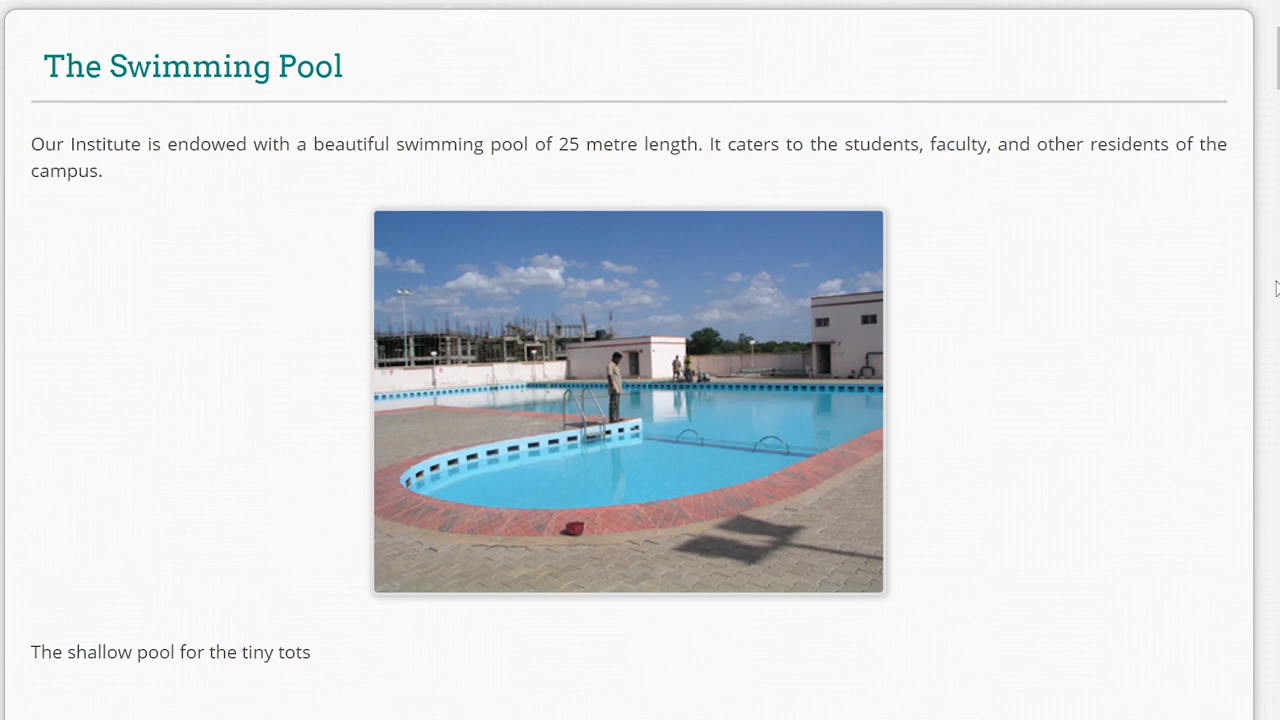 Contact
The Swimming Pool
Our Institute is endowed with a beautiful swimming pool of 25 metre length. It caters to the students, faculty, and other residents of the
campus.
The shallow pool for the tiny tots